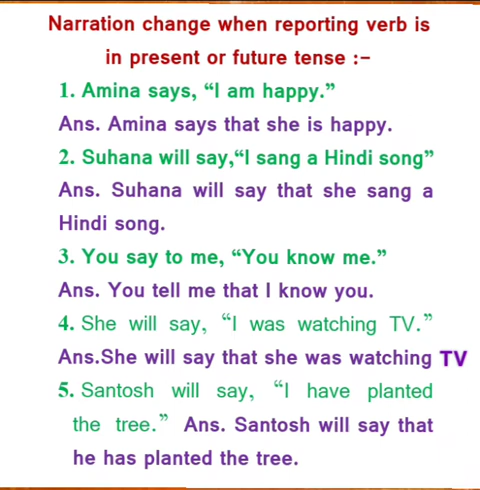 Narration change when reporting verb is
in present or future tense :-
1. Amina says, “I am happy.”
Ans. Amina says that she is happy.
2. Suhana will say,“I sang a Hindi song”
Ans. Suhana will say that she sang a
Hindi song.
3. You say to me, “You know me.”
Ans. You tell me that I know you.
4. She will say, “I was watching TV.”
Ans.She will say that she was watching TV
5. Santosh will say, “I have planted
the tree.” Ans. Santosh will say that
he has planted the tree.